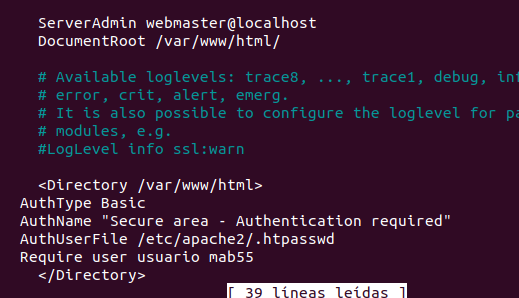 ServerAdmin webmaster@localhost
DocumentRoot /var/www/html/
# Available loglevels: trace8, ..., trace1, debug,
# error, crit, alert, emerg.
# It is also possible to configure the loglevel for
# modules, e.g.
#LogLevel info ssl:warn
<Directory /var/www/html>
AuthType Basic
AuthName "Secure area - Authentication required"
AuthUserFile /etc/apache2/.htpasswd
Require user usuario mab55
</Directory>
[ 39 líneas leídas ]